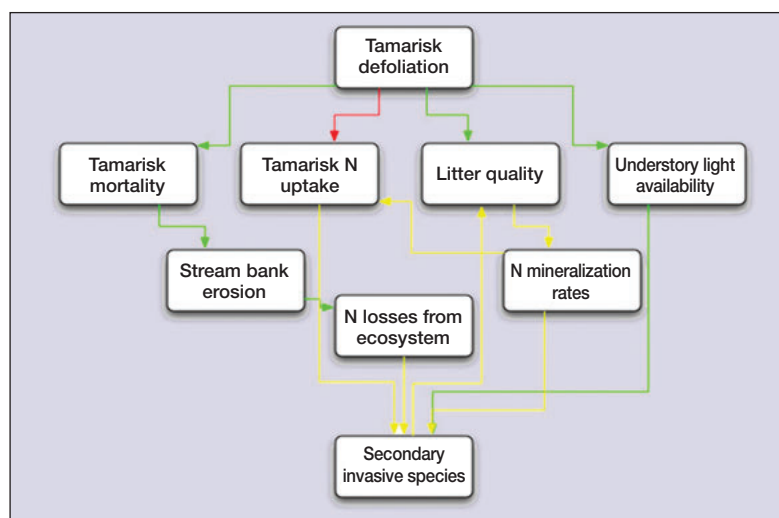 Tamarisk
defoliation
Tamarisk
mortality
Tamarisk N
uptake
Litter quality
Understory light
availability
Stream bank
erosion
N losses from
ecosystem
N mineralization
rates
Secondary
invasive species